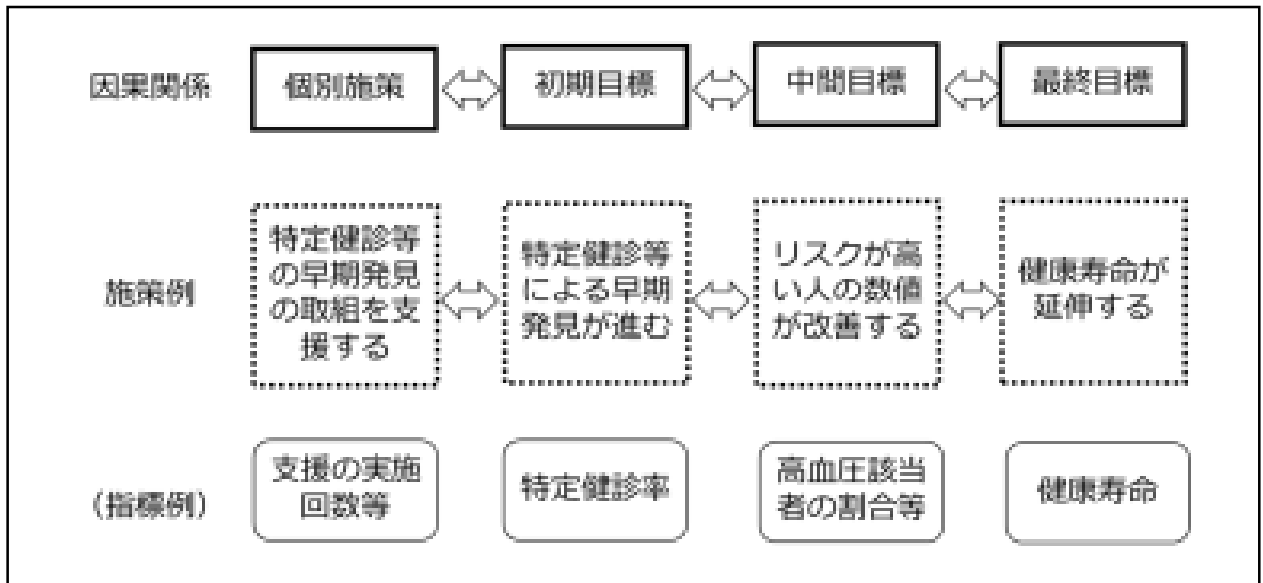 因果関係
個別施策
初期目標
中間目標
最終目標
施策例
特定健診等
の早期発見
の取組を支
援する
特定健診等
による早期
発見が進む
リスクが高
い人の数値
が改善する
健康寿命が
延伸する
(指標例)
支援の実施
回数等
特定健診率
高血圧該当
者の割合等
健康寿命